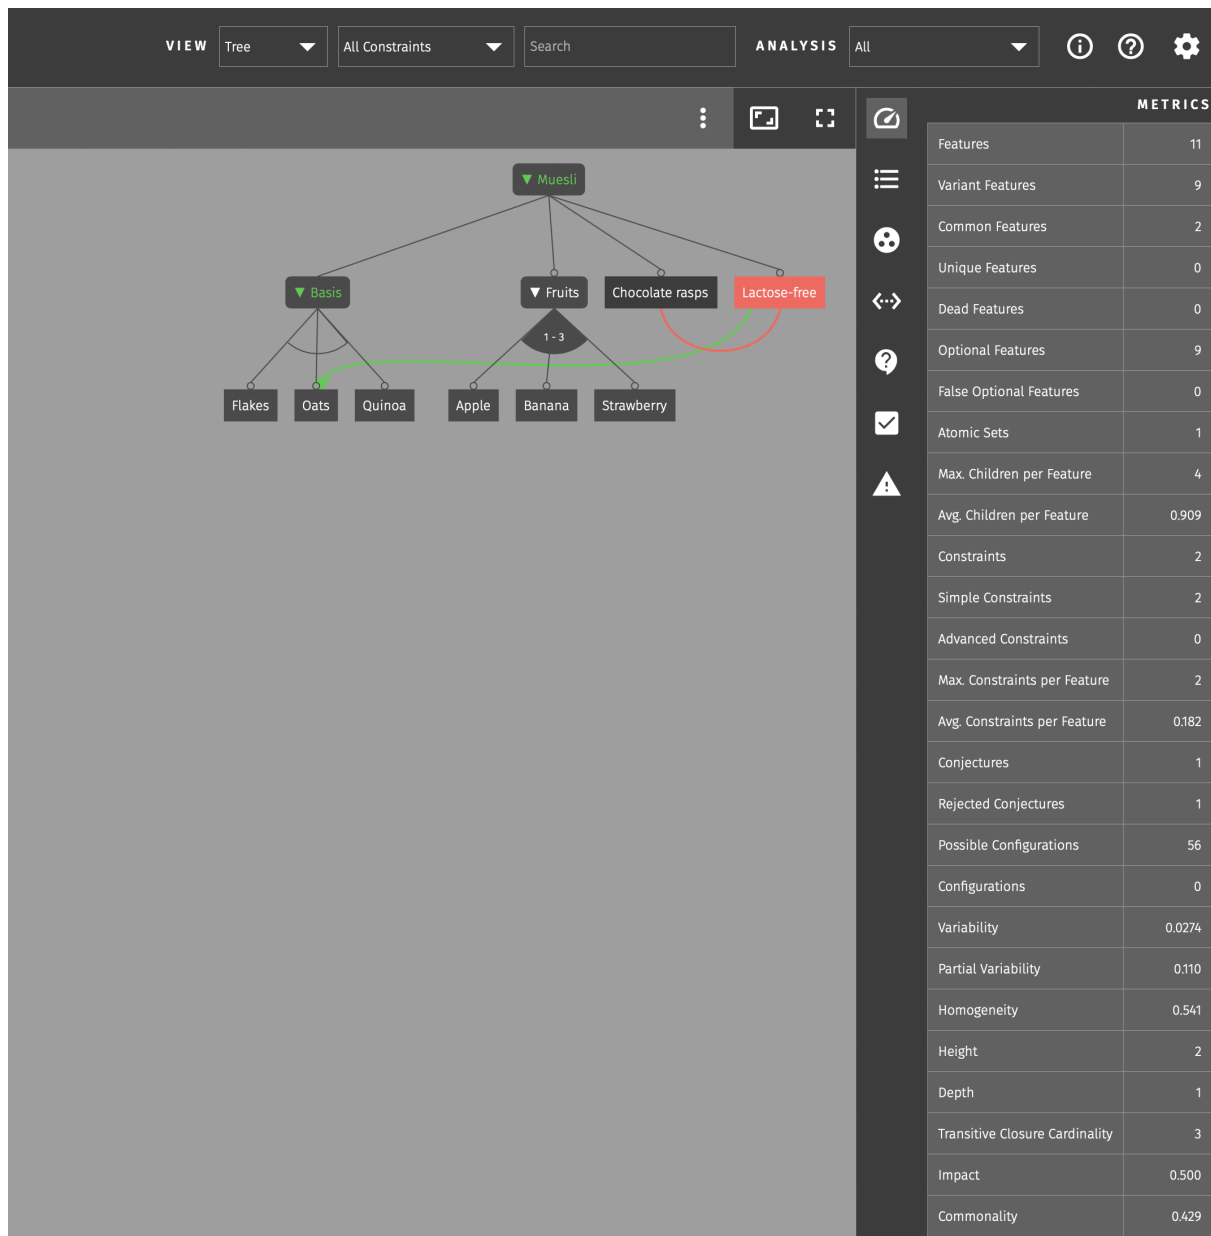 VIEW Tree All Constraints Search ANALYSIS All
METRICS
▼ Muesli
▼ Basis ▼ Fruits Chocolate rasps Lactose-free
1 - 3
Flakes Oats Quinoa Apple Banana Strawberry
Features 11
Variant Features 9
Common Features 2
Unique Features 0
Dead Features 0
Optional Features 9
False Optional Features 0
Atomic Sets 1
Max. Children per Feature 4
Avg. Children per Feature 0.909
Constraints 2
Simple Constraints 2
Advanced Constraints 0
Max. Constraints per Feature 2
Avg. Constraints per Feature 0.182
Conjectures 1
Rejected Conjectures 1
Possible Configurations 56
Configurations 0
Variability 0.0274
Partial Variability 0.110
Homogeneity 0.541
Height 2
Depth 1
Transitive Closure Cardinality 3
Impact 0.500
Commonality 0.429